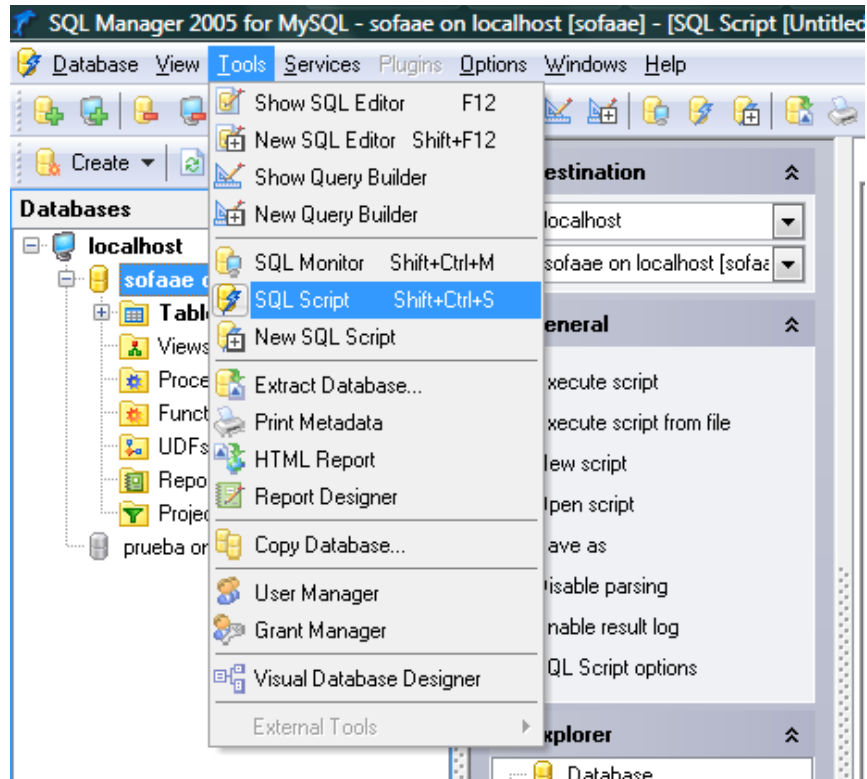 SQL Manager 2005 for MySQL - sofaae on localhost [sofaae] - [SQL Script [Untitled
Database View Tools Services Plugins Options Windows Help
Create
Databases
localhost
sofaae
Views
UDFs
prueba
Show SQL Editor F12
New SQL Editor Shift+F12
Show Query Builder
New Query Builder
SQL Monitor Shift+Ctrl+M
SQL Script Shift+Ctrl+S
New SQL Script
Extract Database...
Print Metadata
HTML Report
Report Designer
Copy Database...
User Manager
Grant Manager
Visual Database Designer
External Tools
estination
localhost
sofaae on localhost [sofaa
eneral
xecute script
xecute script from file
ew script
pen script
ave as
isable parsing
nable result log
QL Script options
xplorer
Database